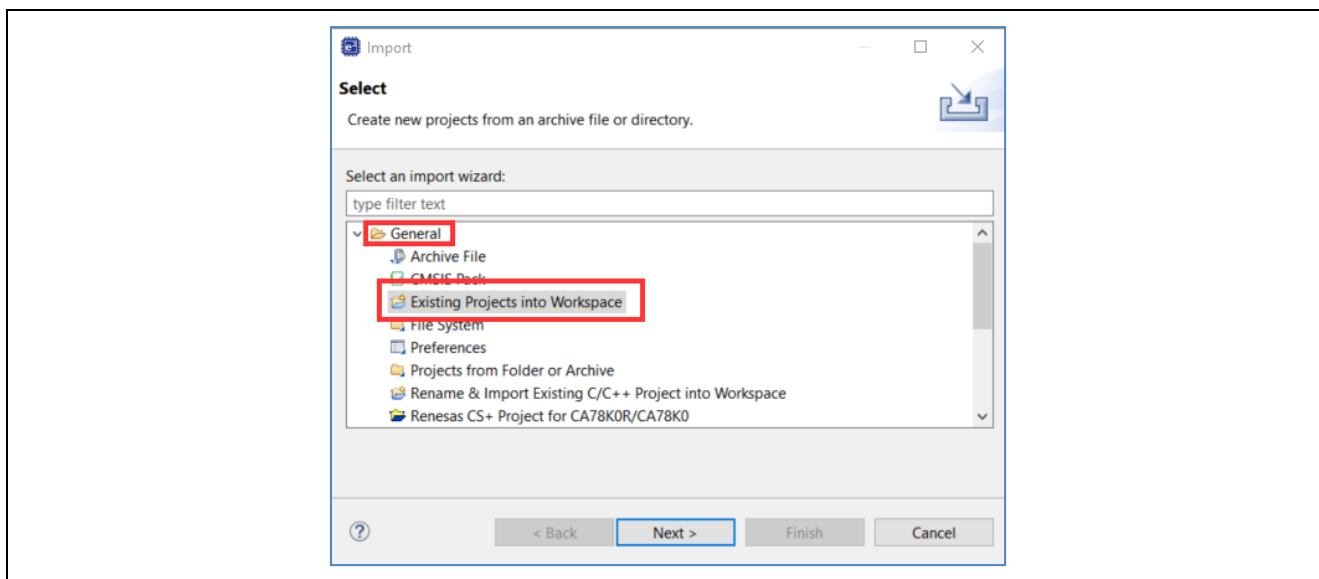 Import
Select
Create new projects from an archive file or directory.
Select an import wizard:
type filter text
General
Archive File
CMSIS Pack
Existing Projects into Workspace
File System
Preferences
Projects from Folder or Archive
Rename & Import Existing C/C++ Project into Workspace
Renesas CS+ Project for CA78K0R/CA78K0
? < Back Next > Finish Cancel